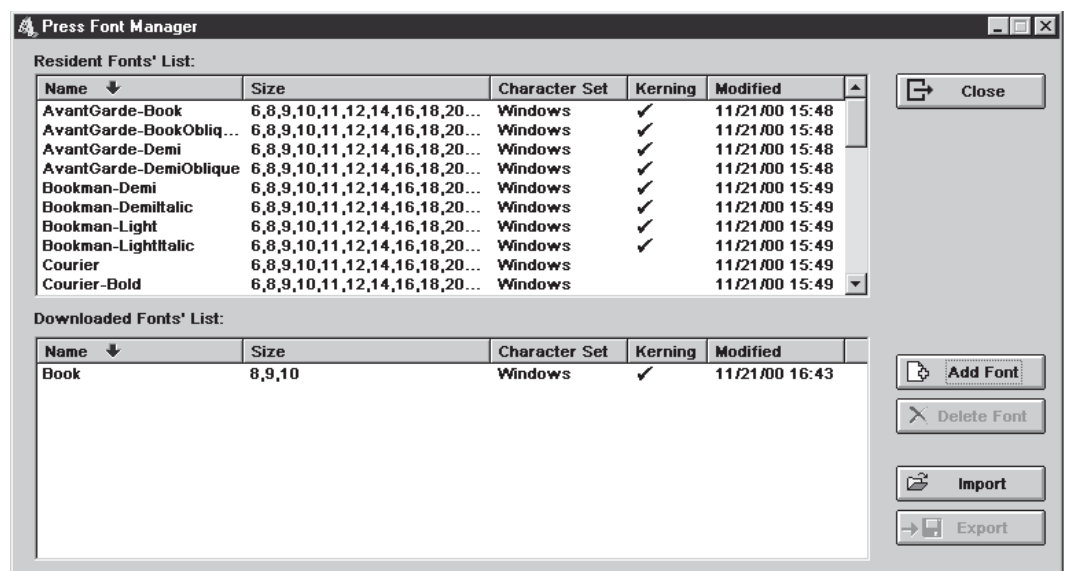 Press Font Manager
Resident Fonts' List:
Name Size Character Set Kerning Modified
AvantGarde-Book 6,8,9,10,11,12,14,16,18,20... Windows ✓ 11/21/00 15:48
AvantGarde-BookObliq... 6,8,9,10,11,12,14,16,18,20... Windows ✓ 11/21/00 15:48
AvantGarde-Demi 6,8,9,10,11,12,14,16,18,20... Windows ✓ 11/21/00 15:48
AvantGarde-DemiOblique 6,8,9,10,11,12,14,16,18,20... Windows ✓ 11/21/00 15:48
Bookman-Demi 6,8,9,10,11,12,14,16,18,20... Windows ✓ 11/21/00 15:49
Bookman-DemiItalic 6,8,9,10,11,12,14,16,18,20... Windows ✓ 11/21/00 15:49
Bookman-Light 6,8,9,10,11,12,14,16,18,20... Windows ✓ 11/21/00 15:49
Bookman-LightItalic 6,8,9,10,11,12,14,16,18,20... Windows ✓ 11/21/00 15:49
Courier 6,8,9,10,11,12,14,16,18,20... Windows 11/21/00 15:49
Courier-Bold 6,8,9,10,11,12,14,16,18,20... Windows 11/21/00 15:49
Close
Downloaded Fonts' List:
Name Size Character Set Kerning Modified
Book 8,9,10 Windows ✓ 11/21/00 16:43
Add Font
Delete Font
Import
Export